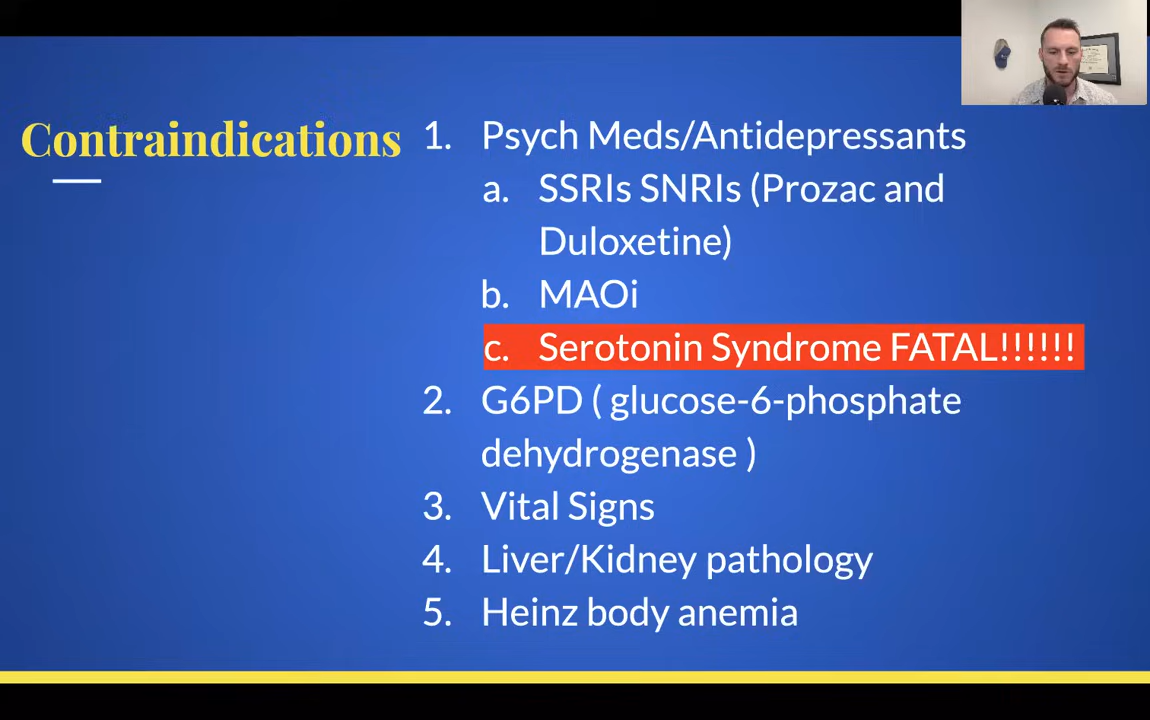 Contraindications
1. Psych Meds/Antidepressants
a. SSRIs SNRIs (Prozac and
Duloxetine)
b. MAOi
c. Serotonin Syndrome FATAL!!!!!!
2. G6PD ( glucose-6-phosphate
dehydrogenase )
3. Vital Signs
4. Liver/Kidney pathology
5. Heinz body anemia